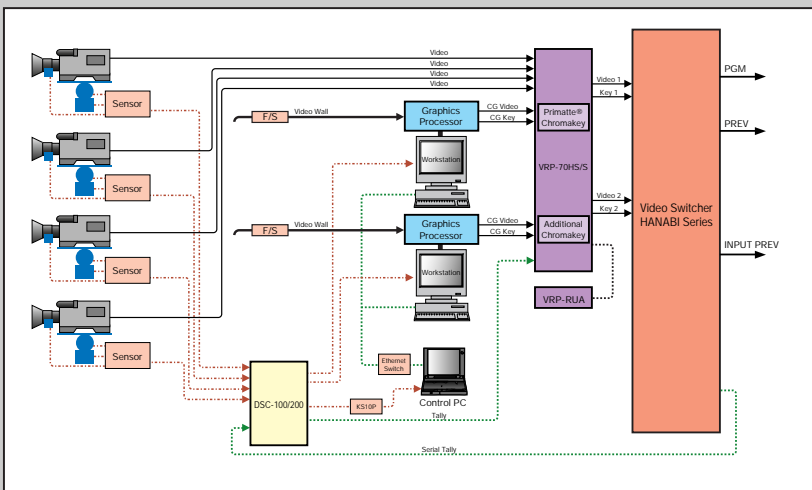 Video
Video
Video
Video
Sensor
Sensor
Sensor
Sensor
F/S
Video Wall
Graphics
Processor
CG Video
CG Key
Workstation
F/S
Video Wall
Graphics
Processor
CG Video
CG Key
Workstation
Primatte®
Chromakey
VRP-70HS/S
Additional
Chromakey
VRP-RUA
Video 1
Key 1
Video 2
Key 2
Video Switcher
HANABI Series
PGM
PREV
INPUT PREV
DSC-100/200
KS10P
Ethernet
Switch
Control PC
Tally
Serial Tally